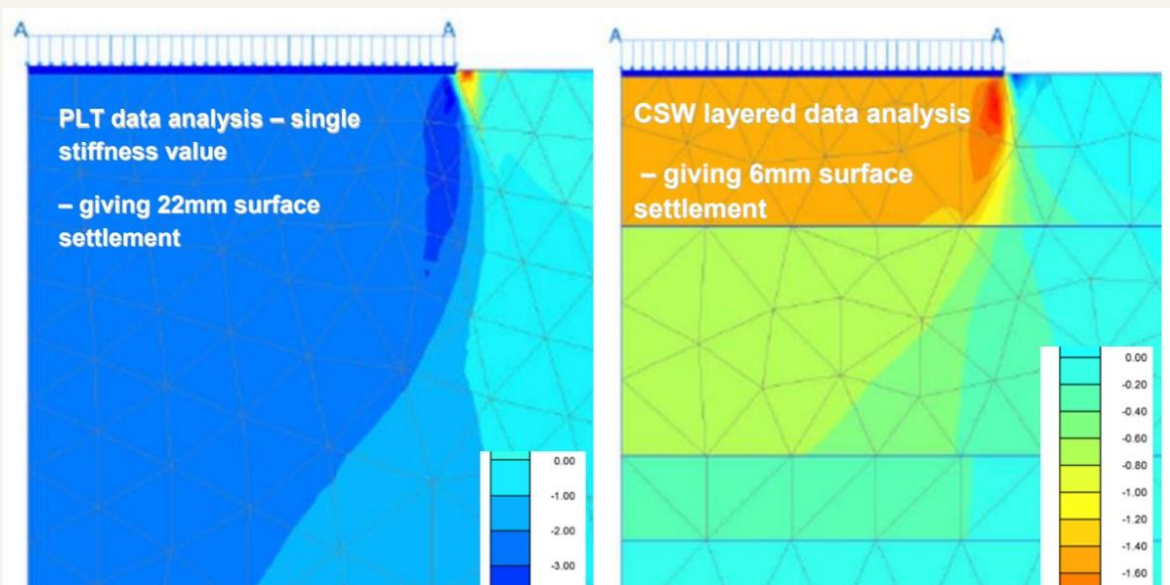 A A
PLT data analysis – single
stiffness value
– giving 22mm surface
settlement
0.00
-1.00
-2.00
-3.00
A A
CSW layered data analysis
– giving 6mm surface
settlement
0.00
-0.20
-0.40
-0.60
-0.80
-1.00
-1.20
-1.40
-1.60